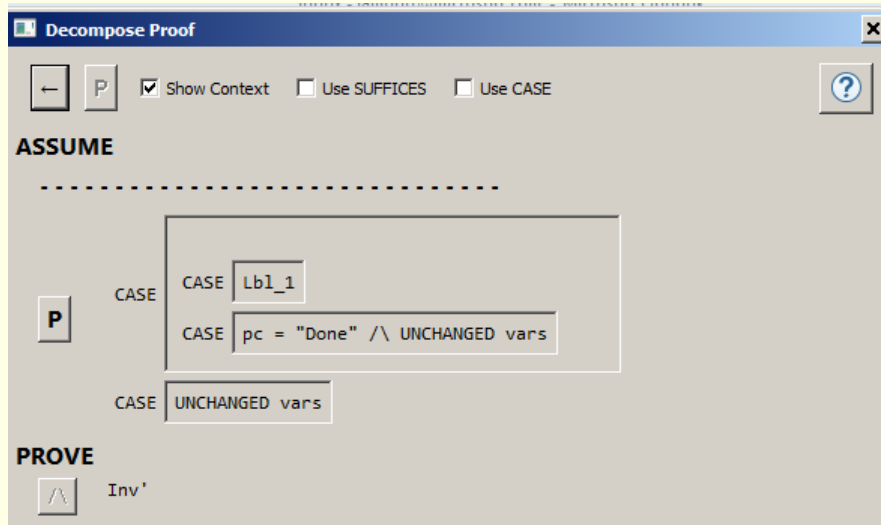 Decompose Proof
← P Show Context Use SUFFICES Use CASE ?
ASSUME
CASE Lbl_1
CASE
P
CASE pc = "Done" /\ UNCHANGED vars
CASE UNCHANGED vars
PROVE
/\ Inv'